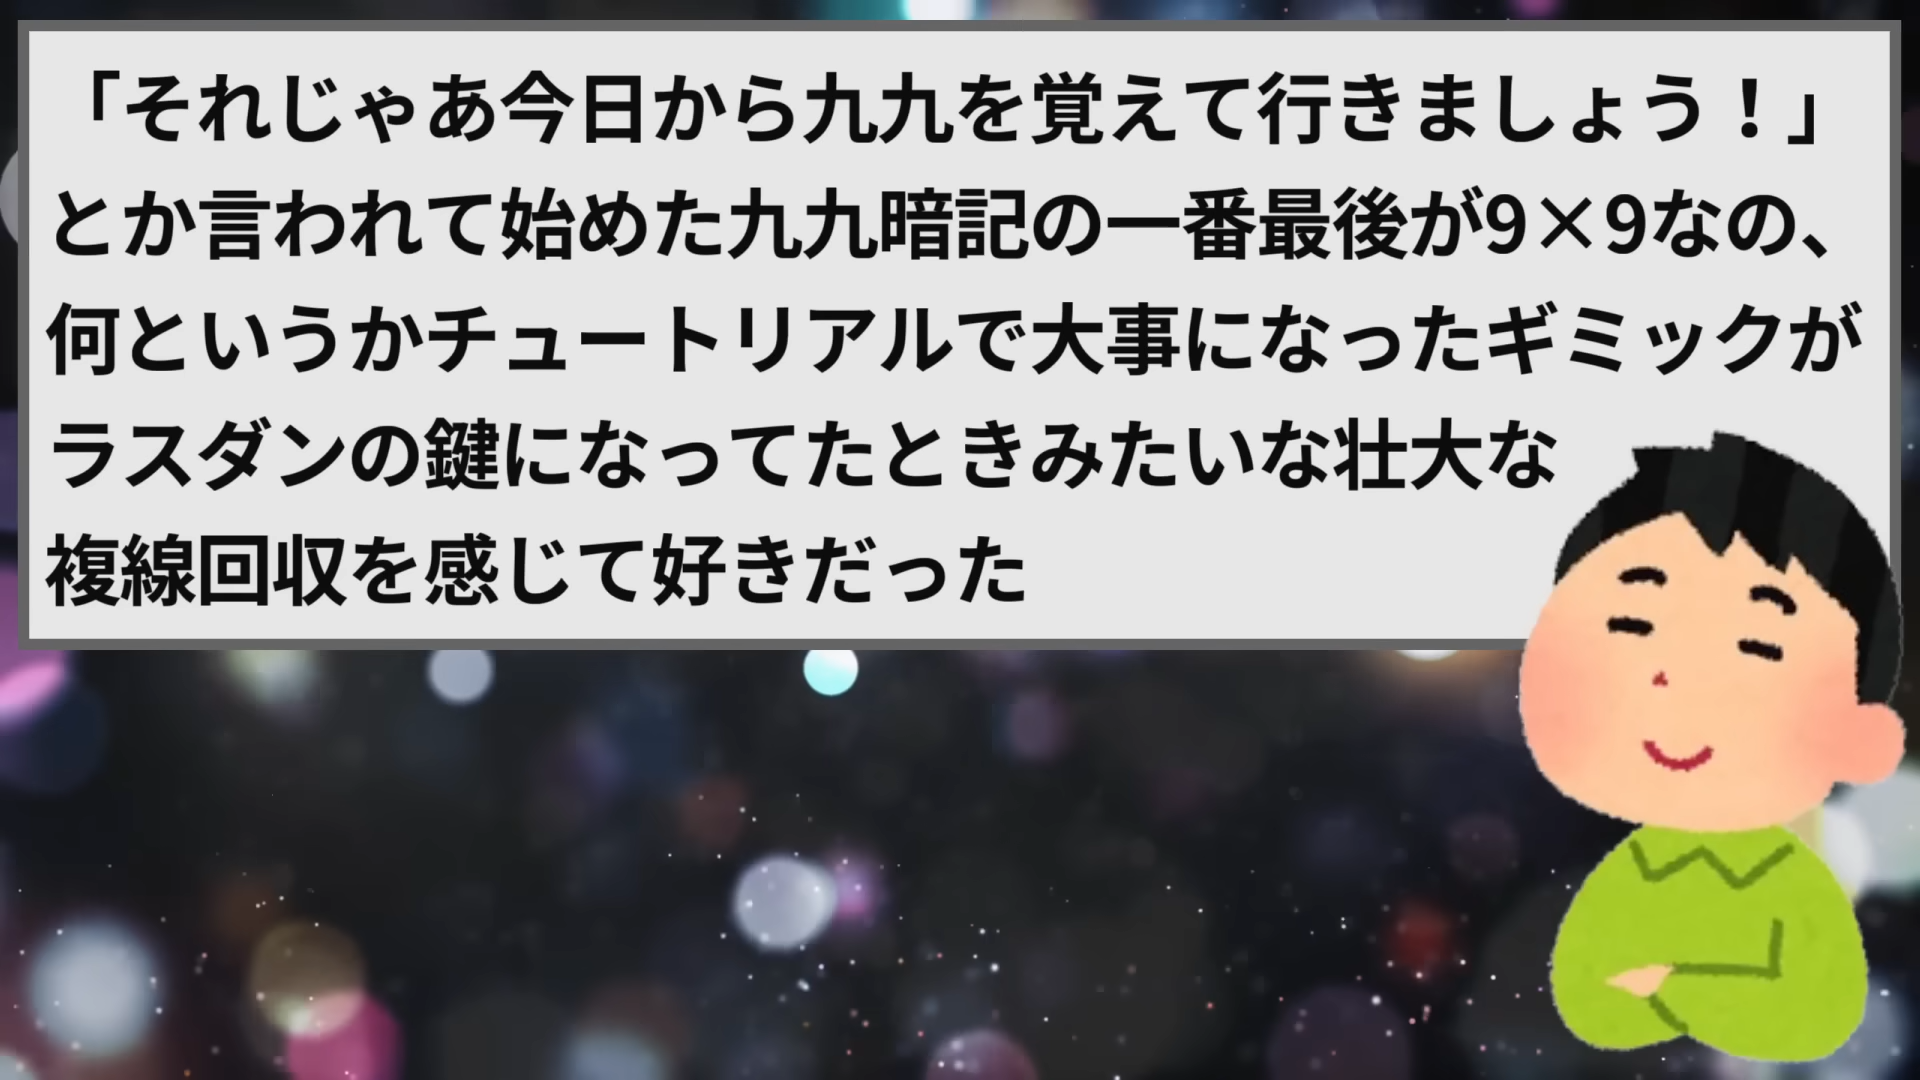 「それじゃあ今日から九九を覚えて行きましょう！」
とか言われて始めた九九暗記の一番最後が9×9なの、
何というかチュートリアルで大事になったギミックが
ラスダンの鍵になってたときみたいな壮大な
複線回収を感じて好きだった